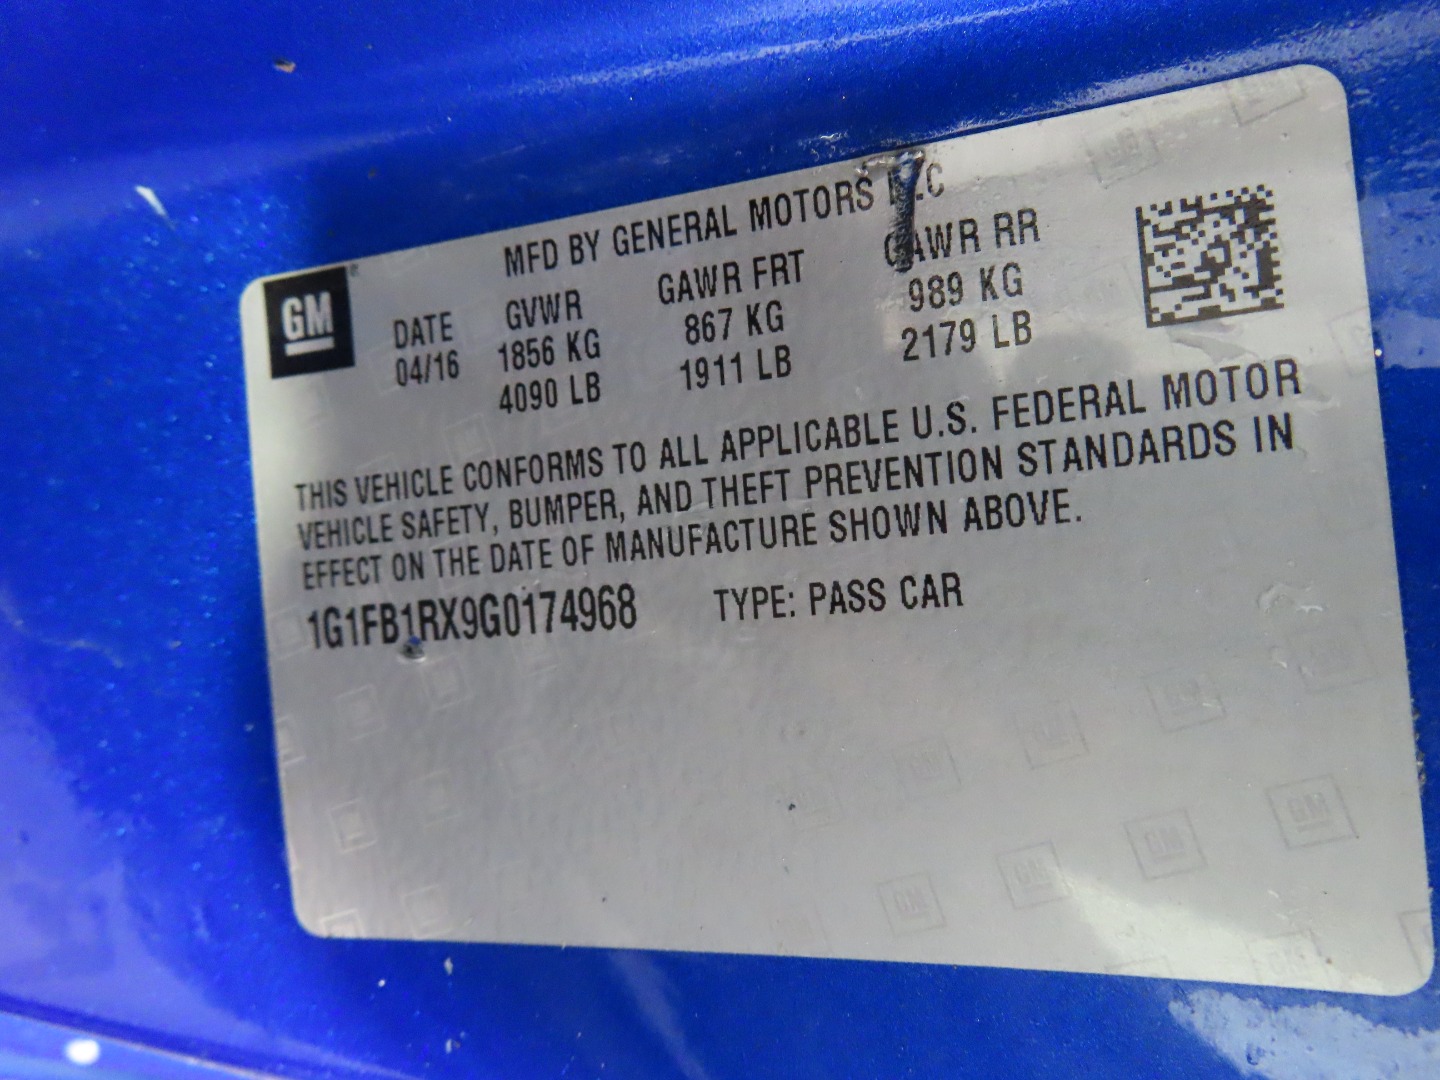 MFD BY GENERAL MOTORS LLC
GM
DATE GVWR GAWR FRT GAWR RR
04/16 1856 KG 867 KG 989 KG
4090 LB 1911 LB 2179 LB
THIS VEHICLE CONFORMS TO ALL APPLICABLE U.S. FEDERAL MOTOR
VEHICLE SAFETY, BUMPER, AND THEFT PREVENTION STANDARDS IN
EFFECT ON THE DATE OF MANUFACTURE SHOWN ABOVE.
1G1FB1RX9G0174968 TYPE: PASS CAR